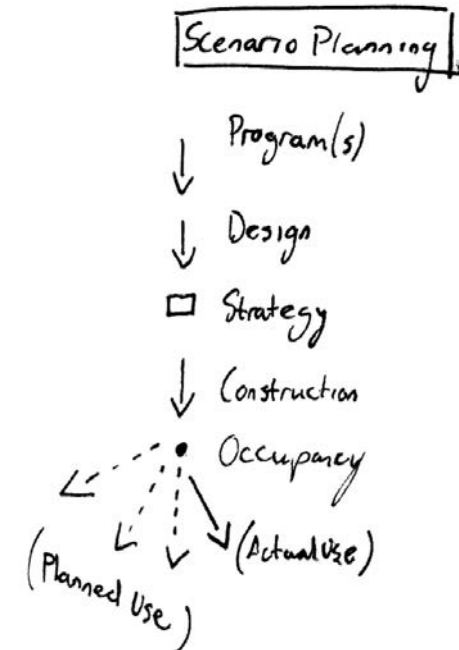 Scenario Planning
Program(s)
Design
Strategy
Construction
Occupancy
(Actual Use)
(Planned Use)